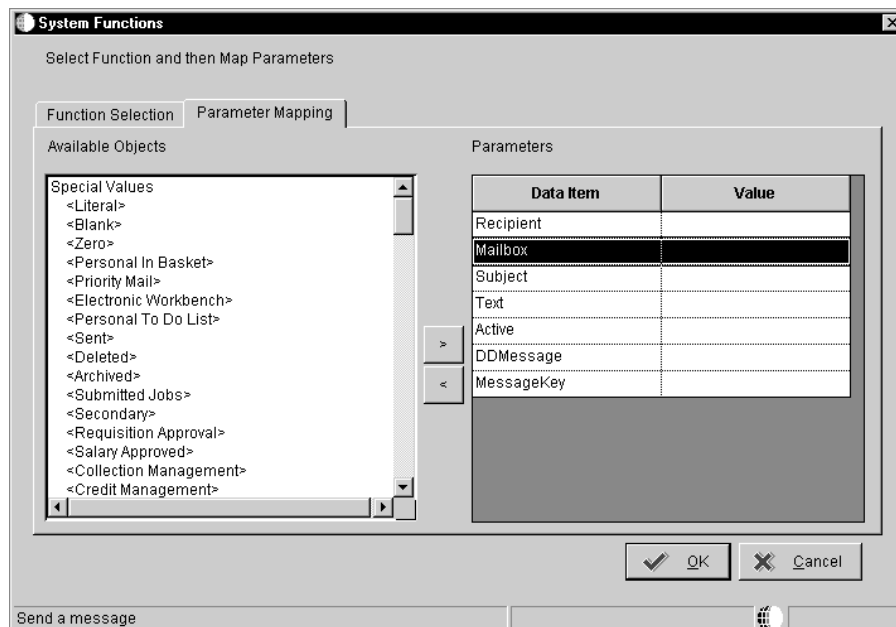 System Functions
Select Function and then Map Parameters
Function Selection
Parameter Mapping
Available Objects
Special Values
<Literal>
<Blank>
<Zero>
<Personal In Basket>
<Priority Mail>
<Electronic Workbench>
<Personal To Do List>
<Sent>
<Deleted>
<Archived>
<Submitted Jobs>
<Secondary>
<Requisition Approval>
<Salary Approved>
<Collection Management>
<Credit Management>
>
<
Parameters
Data Item Value
Recipient
Mailbox
Subject
Text
Active
DDMessage
MessageKey
OK
Cancel
Send a message